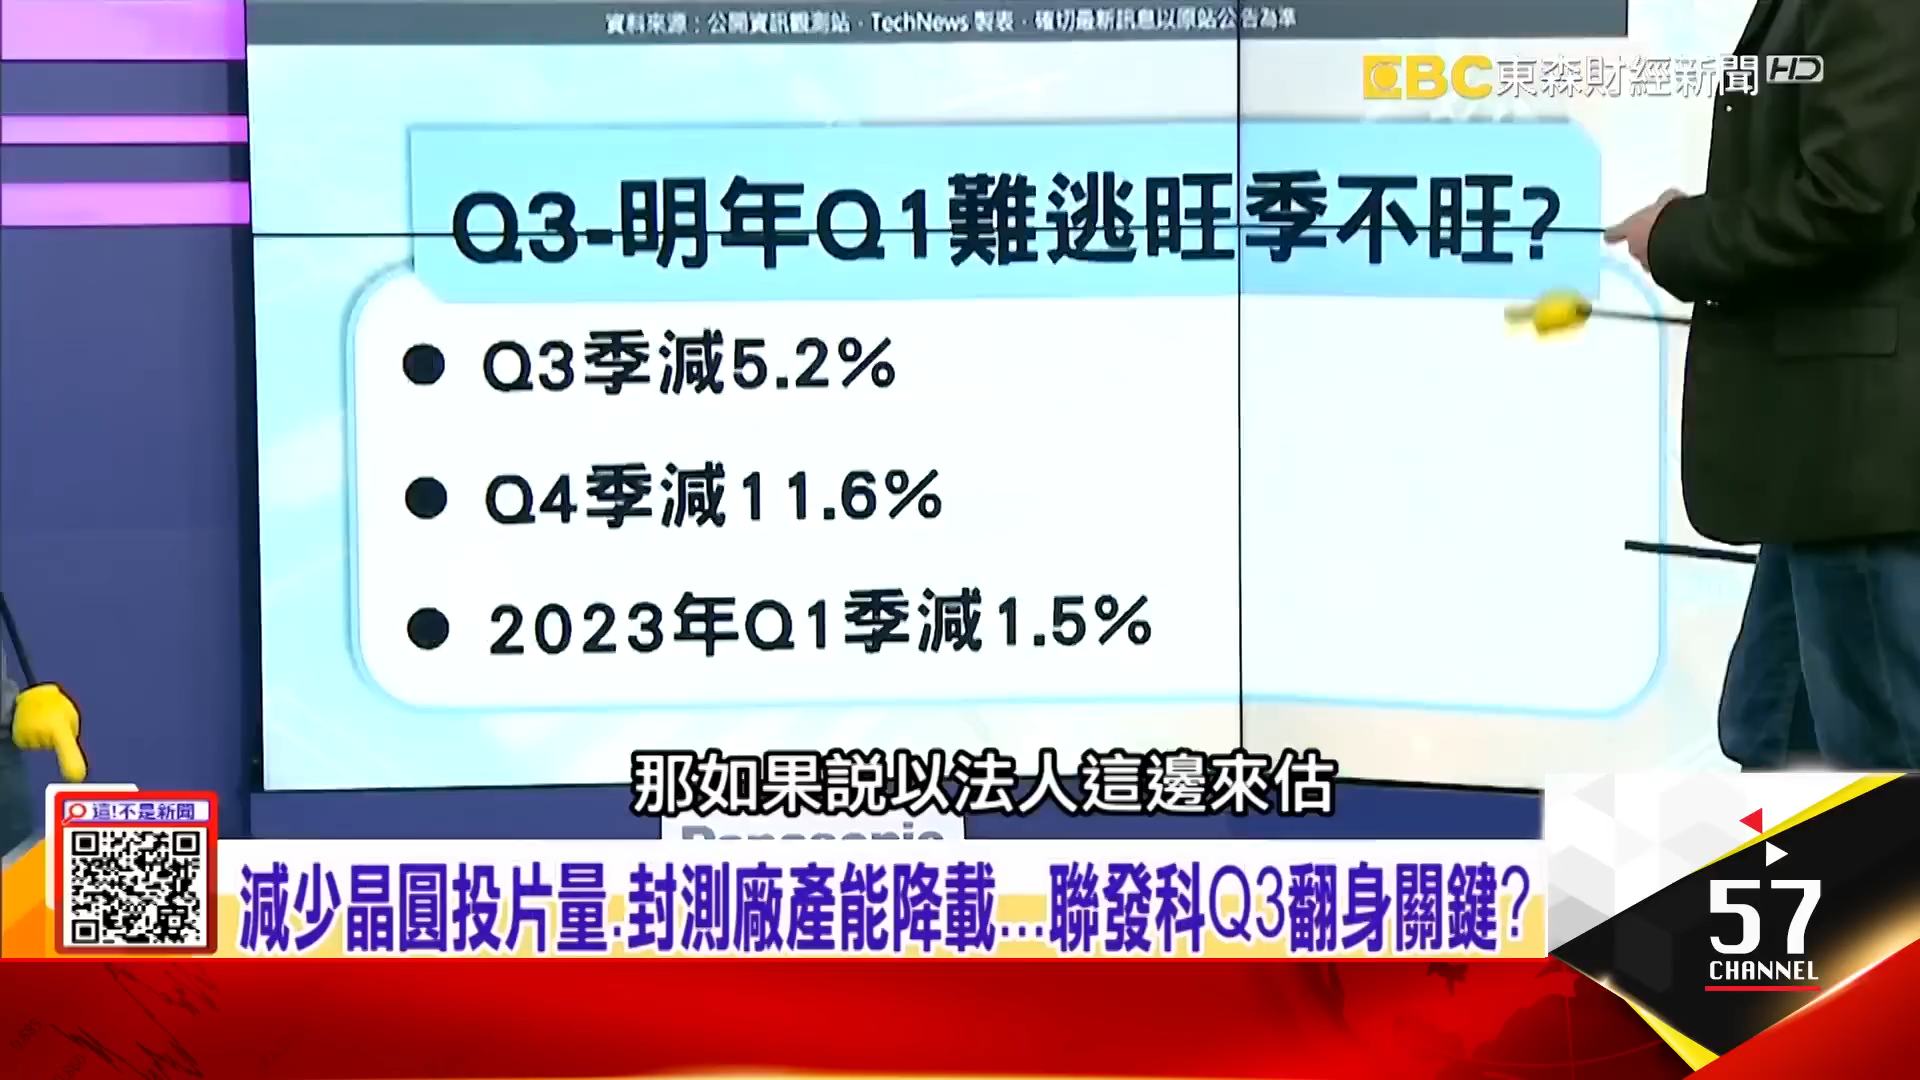 資料來源：公開資訊觀測站，TechNews 製表，確切最新訊息以原站公告為準
EBC東森財經新聞HD
Q3-明年Q1難逃旺季不旺?
● Q3季減5.2%
● Q4季減11.6%
● 2023年Q1季減1.5%
那如果說以法人這邊來估
Panasonic
這!不是新聞
減少晶圓投片量.封測廠產能降載...聯發科Q3翻身關鍵?
57
CHANNEL